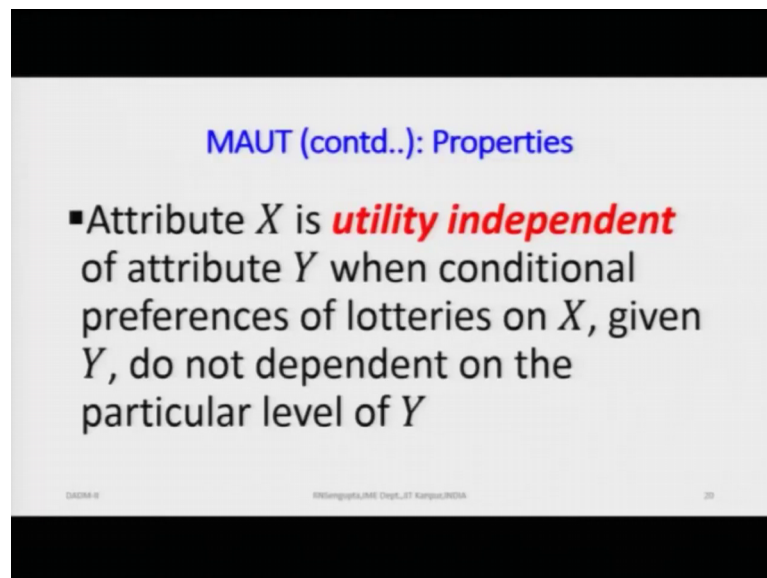 MAUT (contd..): Properties
▪Attribute X is utility independent
of attribute Y when conditional
preferences of lotteries on X, given
Y, do not dependent on the
particular level of Y
DADM-II
RNSengupta,IME Dept.,IIT Kanpur,INDIA
20